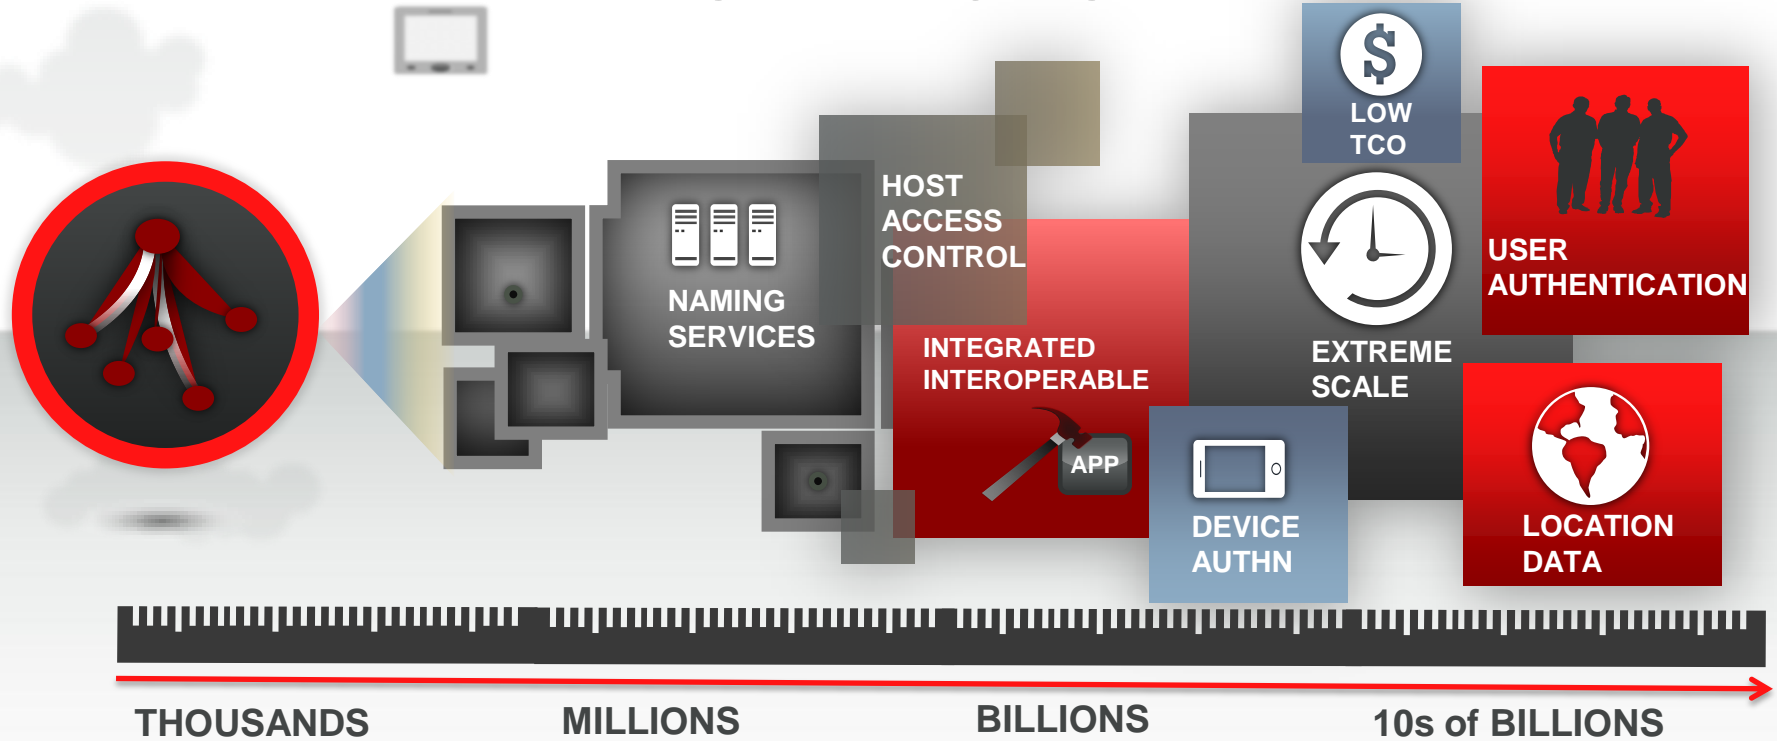 $
LOW
TCO
HOST
ACCESS
CONTROL
USER
AUTHENTICATION
NAMING
SERVICES
INTEGRATED
INTEROPERABLE
EXTREME
SCALE
APP
DEVICE
AUTHN
LOCATION
DATA
THOUSANDS
MILLIONS
BILLIONS
10s of BILLIONS